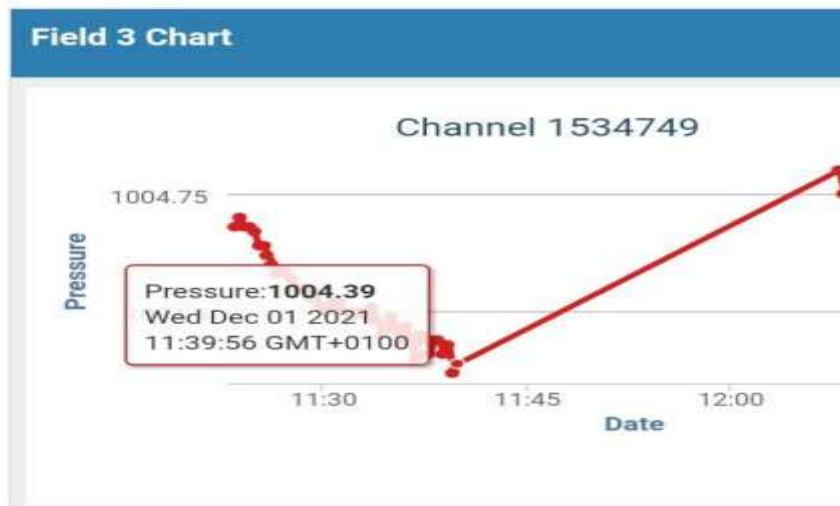 Field 3 Chart
Channel 1534749
1004.75
Pressure
Pressure:1004.39
Wed Dec 01 2021
11:39:56 GMT+0100
11:30
11:45
12:00
Date